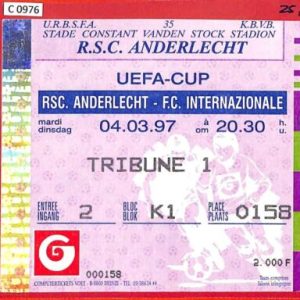 C 0976
25.
U.R.B.S.F.A. 35 K.B.V.B.
STADE CONSTANT VANDEN STOCK STADION
R.S.C. ANDERLECHT
UEFA-CUP
RSC. ANDERLECHT - F.C. INTERNAZIONALE
mardi à
dinsdag 04.03.97 om 20.30 h.
TRIBUNE 1
ENTREE BLOC PLACE
INGANG 2 BLOK K1 PLAATS 0158
G
2.000 F
000158